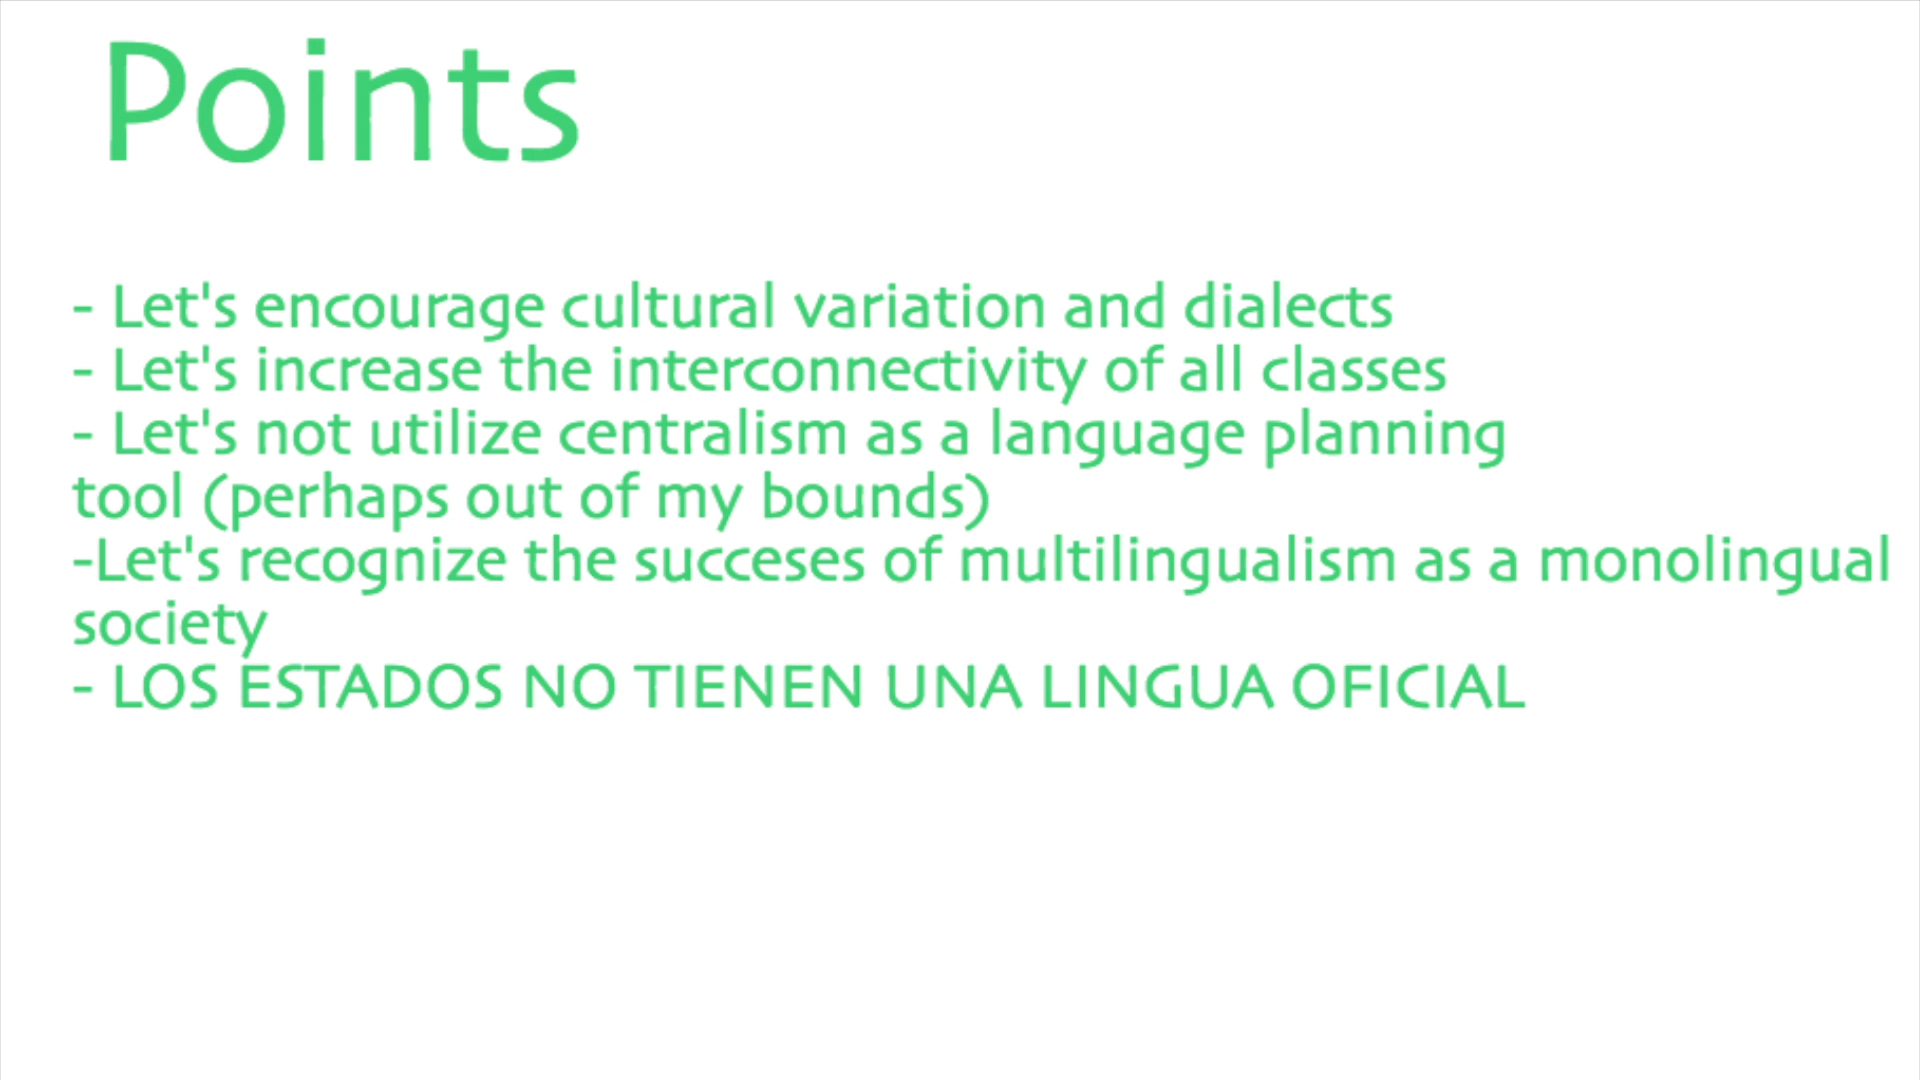 Points
- Let's encourage cultural variation and dialects
- Let's increase the interconnectivity of all classes
- Let's not utilize centralism as a language planning
tool (perhaps out of my bounds)
-Let's recognize the succeses of multilingualism as a monolingual
society
- LOS ESTADOS NO TIENEN UNA LINGUA OFICIAL